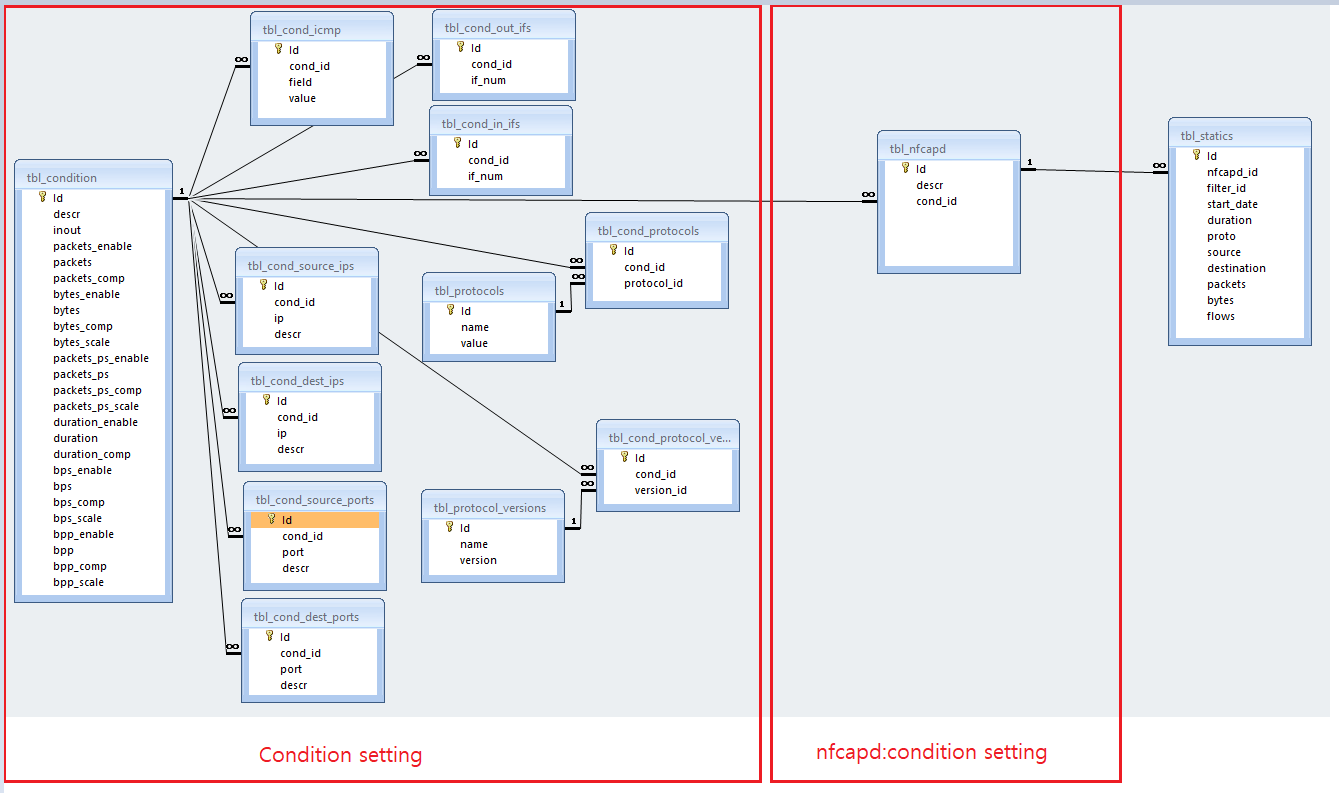 tbl_condition
Id
descr
inout
packets_enable
packets
packets_comp
bytes_enable
bytes
bytes_comp
bytes_scale
packets_ps_enable
packets_ps
packets_ps_comp
packets_ps_scale
duration_enable
duration
duration_comp
bps_enable
bps
bps_comp
bps_scale
bpp_enable
bpp
bpp_comp
bpp_scale
1
tbl_cond_icmp
Id
cond_id
field
value
∞
tbl_cond_out_ifs
Id
cond_id
if_num
∞
tbl_cond_in_ifs
Id
cond_id
if_num
∞
tbl_cond_source_ips
Id
cond_id
ip
descr
∞
tbl_cond_dest_ips
Id
cond_id
ip
descr
∞
tbl_cond_source_ports
Id
cond_id
port
descr
∞
tbl_cond_dest_ports
Id
cond_id
port
descr
∞
tbl_cond_protocols
Id
cond_id
protocol_id
∞
∞
tbl_protocols
Id
name
value
1
tbl_cond_protocol_ve...
Id
cond_id
version_id
∞
∞
tbl_protocol_versions
Id
name
version
1
Condition setting
tbl_nfcapd
Id
descr
cond_id
∞
1
nfcapd:condition setting
tbl_statics
Id
nfcapd_id
filter_id
start_date
duration
proto
source
destination
packets
bytes
flows
∞